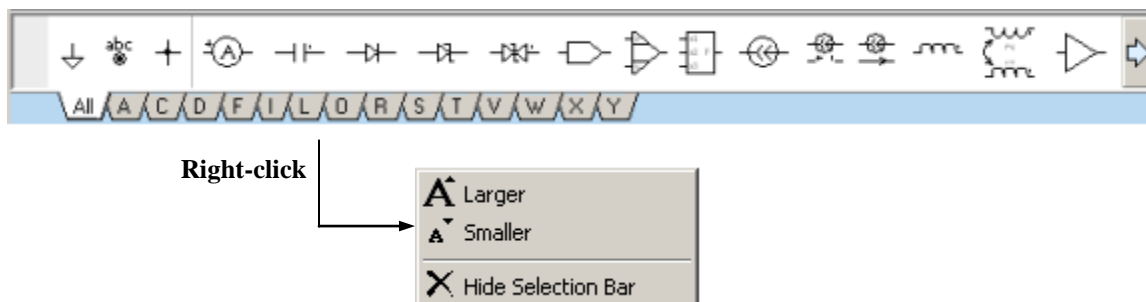 abc
A
All A C D F I L O R S T V W X Y
Right-click
A Larger
A Smaller
Hide Selection Bar